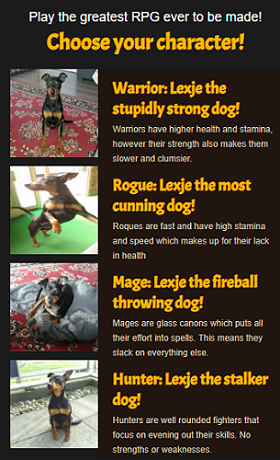 Play the greatest RPG ever to be made!
Choose your character!
Warrior: Lexje the
stupidly strong dog!
Warriors have higher health and stamina,
however their strength also makes them
slower and clumsier.
Rogue: Lexje the most
cunning dog!
Roques are fast and have high stamina
and speed which makes up for their lack
in health
Mage: Lexje the fireball
throwing dog!
Mages are glass canons which puts all
their effort into spells. This means they
slack on everything else.
Hunter: Lexje the stalker
dog!
Hunters are well rounded fighters that
focus on evening out their skills. No
strengths or weaknesses.